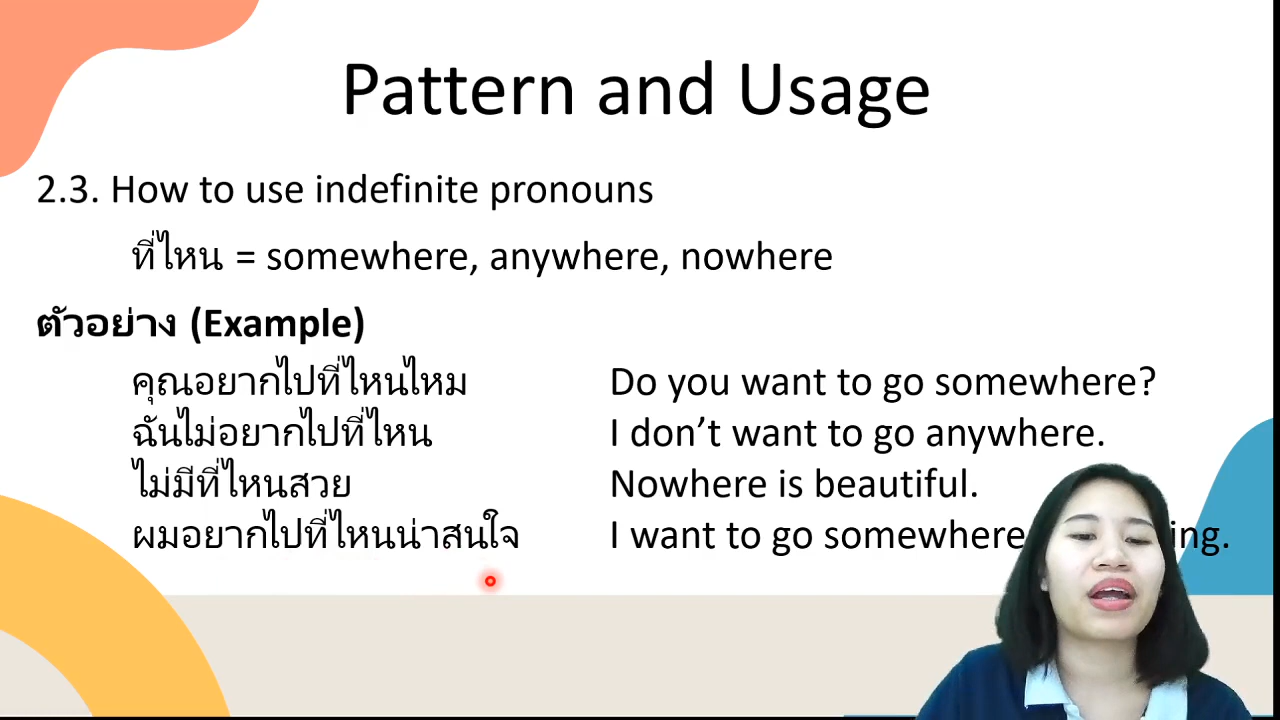 Pattern and Usage
2.3. How to use indefinite pronouns
ที่ไหน = somewhere, anywhere, nowhere
ตัวอย่าง (Example)
คุณอยากไปที่ไหนไหม Do you want to go somewhere?
ฉันไม่อยากไปที่ไหน I don’t want to go anywhere.
ไม่มีที่ไหนสวย Nowhere is beautiful.
ผมอยากไปที่ไหนน่าสนใจ I want to go somewhere